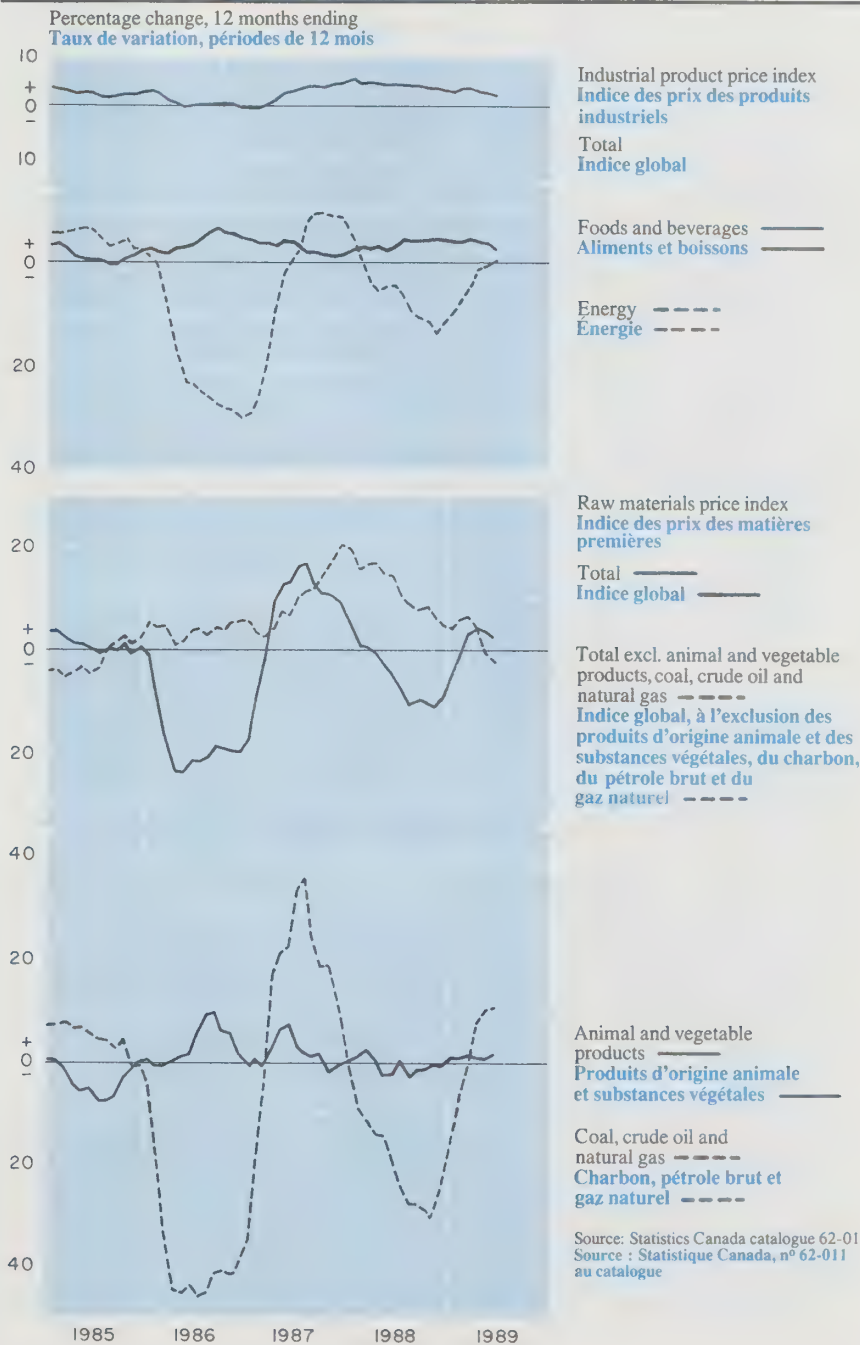 Percentage change, 12 months ending
Taux de variation, périodes de 12 mois
10
+
0
−
10
+
0
−
20
40
Industrial product price index
Indice des prix des produits
industriels
Total
Indice global
Foods and beverages
Aliments et boissons
Energy
Énergie
20
+
0
−
20
40
Raw materials price index
Indice des prix des matières
premières
Total
Indice global
Total excl. animal and vegetable
products, coal, crude oil and
natural gas
Indice global, à l'exclusion des
produits d'origine animale et des
substances végétales, du charbon,
du pétrole brut et du
gaz naturel
20
+
0
−
20
40
Animal and vegetable
products
Produits d'origine animale
et substances végétales
Coal, crude oil and
natural gas
Charbon, pétrole brut et
gaz naturel
Source: Statistics Canada catalogue 62-01
Source : Statistique Canada, nº 62-011
au catalogue
1985 1986 1987 1988 1989